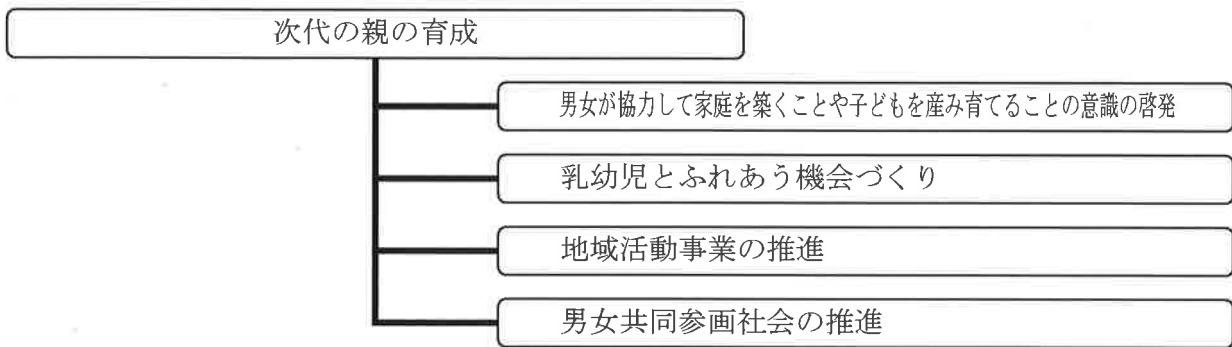 次代の親の育成
男女が協力して家庭を築くことや子どもを産み育てることの意識の啓発
乳幼児とふれあう機会づくり
地域活動事業の推進
男女共同参画社会の推進